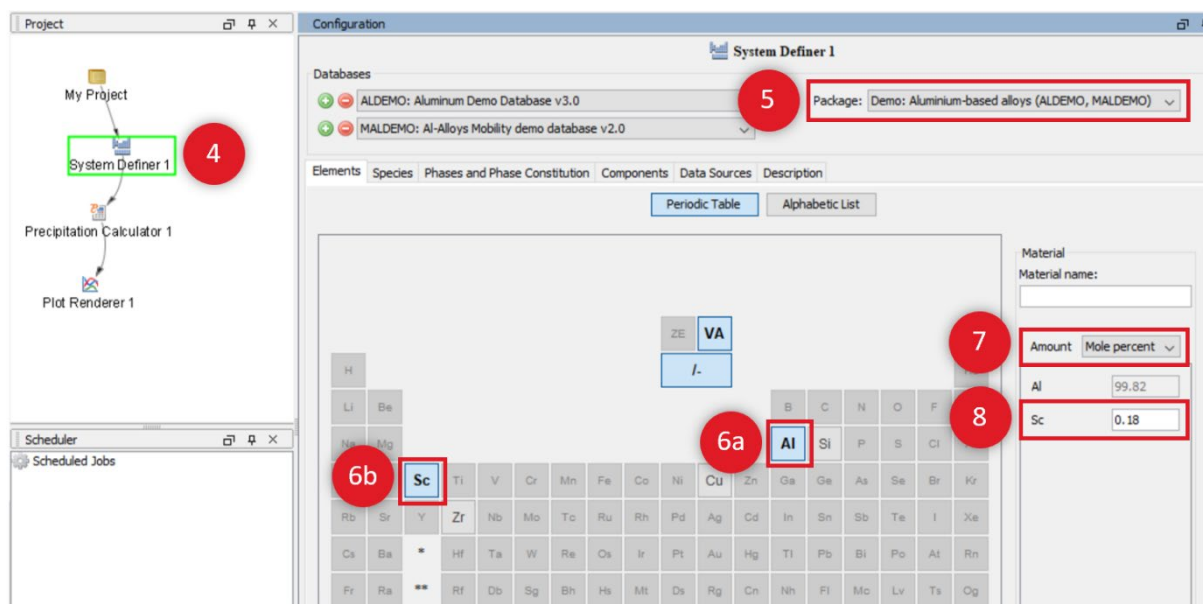 Project
My Project
System Definer 1
4
Precipitation Calculator 1
Plot Renderer 1
Scheduler
Scheduled Jobs
Configuration
System Definer 1
Databases
ALDEMO: Aluminum Demo Database v3.0
MALDEMO: Al-Alloys Mobility demo database v2.0
5
Package: Demo: Aluminium-based alloys (ALDEMO, MALDEMO)
Elements Species Phases and Phase Constitution Components Data Sources Description
Periodic Table Alphabetic List
ZE VA
H /-
Li Be B C N O F
Na Mg 6a Al Si P S Cl
6b Sc Ti V Cr Mn Fe Co Ni Cu Zn Ga Ge As Se Br Kr
Rb Sr Y Zr Nb Mo Tc Ru Rh Pd Ag Cd In Sn Sb Te I Xe
Cs Ba * Hf Ta W Re Os Ir Pt Au Hg Tl Pb Bi Po At Rn
Fr Ra ** Rf Db Sg Bh Hs Mt Ds Rg Cn Nh Fl Mc Lv Ts Og
Material
Material name:
7
Amount Mole percent
Al 99.82
8
Sc 0.18